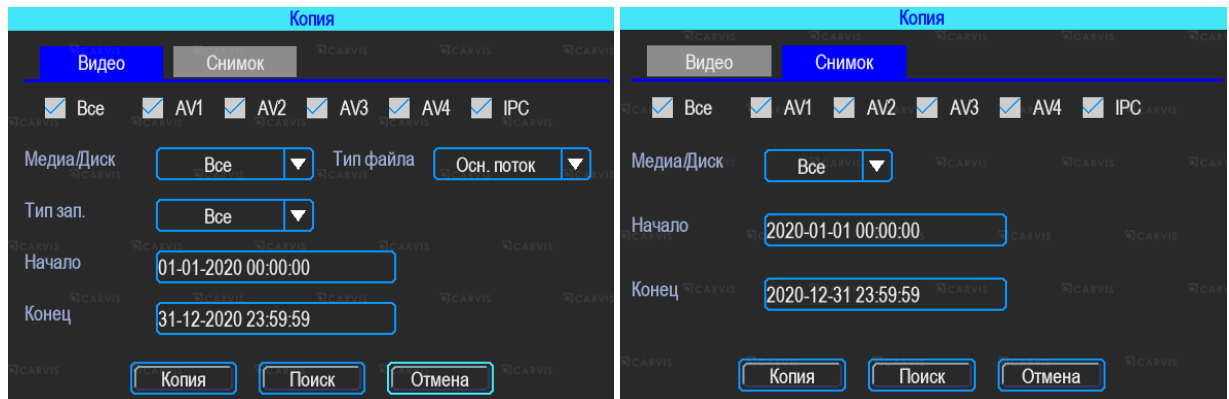 Копия
Видео Снимок
Все AV1 AV2 AV3 AV4 IPC
Медиа/Диск Все Тип файла Осн. поток
Тип зап. Все
Начало 01-01-2020 00:00:00
Конец 31-12-2020 23:59:59
Копия Поиск Отмена
Копия
Видео Снимок
Все AV1 AV2 AV3 AV4 IPC
Медиа/Диск Все
Начало 2020-01-01 00:00:00
Конец 2020-12-31 23:59:59
Копия Поиск Отмена
CARVIS